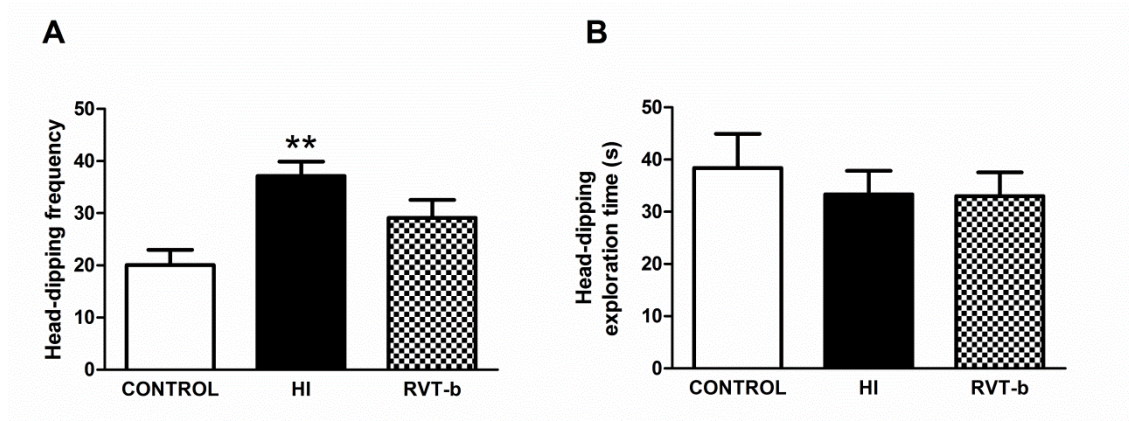 A
Head-dipping frequency
50
40
30
20
10
0
**
CONTROL HI RVT-b
B
Head-dipping
exploration time (s)
50
40
30
20
10
0
CONTROL HI RVT-b